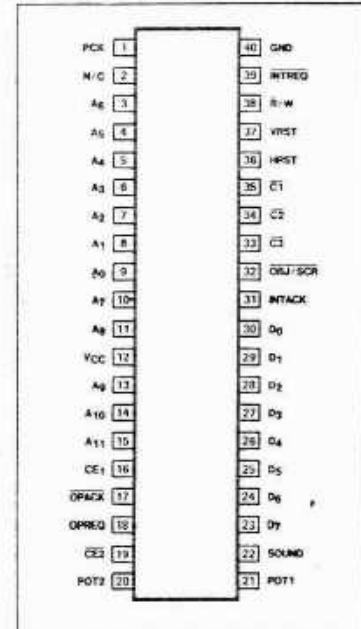 PCK 1 40 GND
N/C 2 39 INTREQ
A6 3 38 R/W
A5 4 37 VRST
A4 5 36 HRST
A3 6 35 C1
A2 7 34 C2
A1 8 33 C3
A0 9 32 OBJ/SCR
A7 10 31 INTACK
A8 11 30 D0
VCC 12 29 D1
A9 13 28 D2
A10 14 27 D3
A11 15 26 D4
CE1 16 25 D5
OPACK 17 24 D6
OPREQ 18 23 D7
CE2 19 22 SOUND
POT2 20 21 POT1